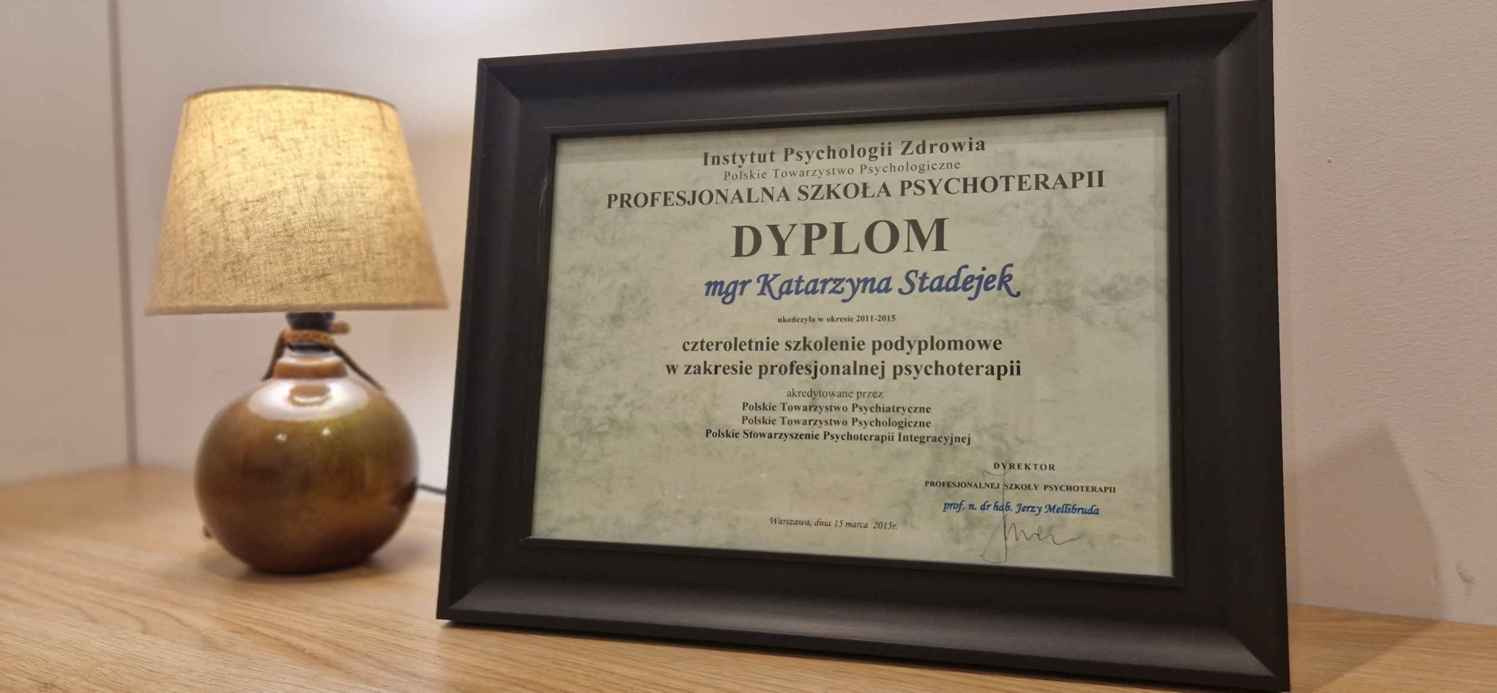 Instytut Psychologii Zdrowia
Polskie Towarzystwo Psychologiczne
PROFESJONALNA SZKOŁA PSYCHOTERAPII
DYPLOM
mgr Katarzyna Stadejek
ukończyła w okresie 2011-2015
czteroletnie szkolenie podyplomowe
w zakresie profesjonalnej psychoterapii
akredytowane przez
Polskie Towarzystwo Psychiatryczne
Polskie Towarzystwo Psychologiczne
Polskie Stowarzyszenie Psychoterapii Integracyjnej
DYREKTOR
PROFESJONALNEJ SZKOŁY PSYCHOTERAPII
prof. n. dr hab. Jerzy Mellibruda
Warszawa, dnia 15 marca 2015r.